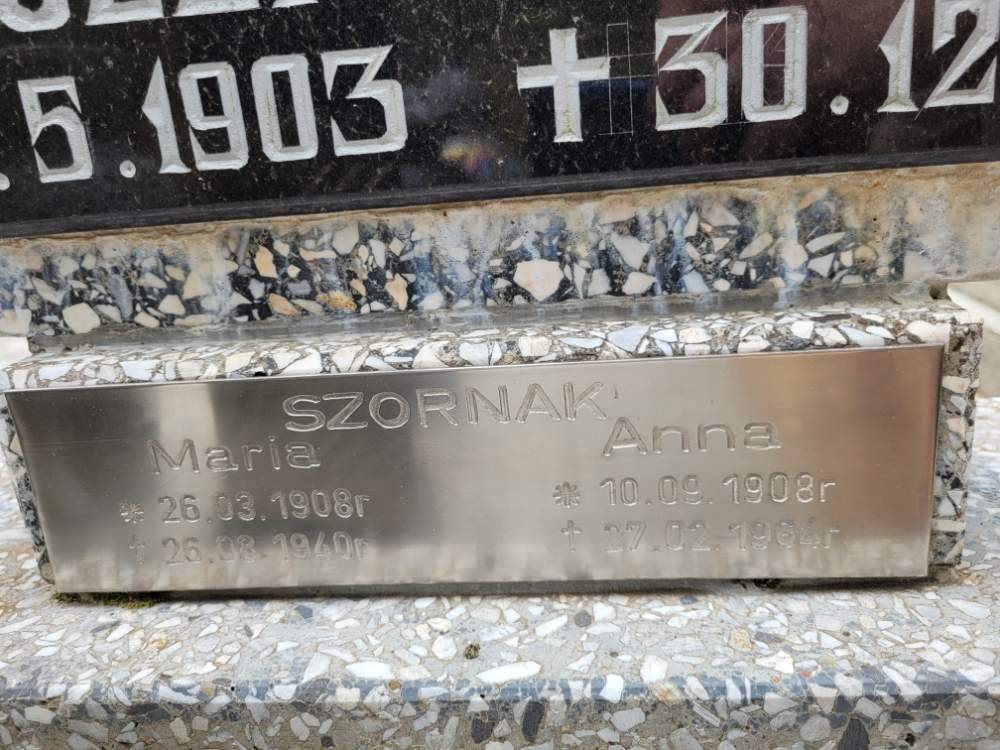 .5.1903 +30.12
SZORNAK
Maria Anna
* 26.03.1908r * 10.09.1908r
† 26.08.1940r † 27.02.1964r